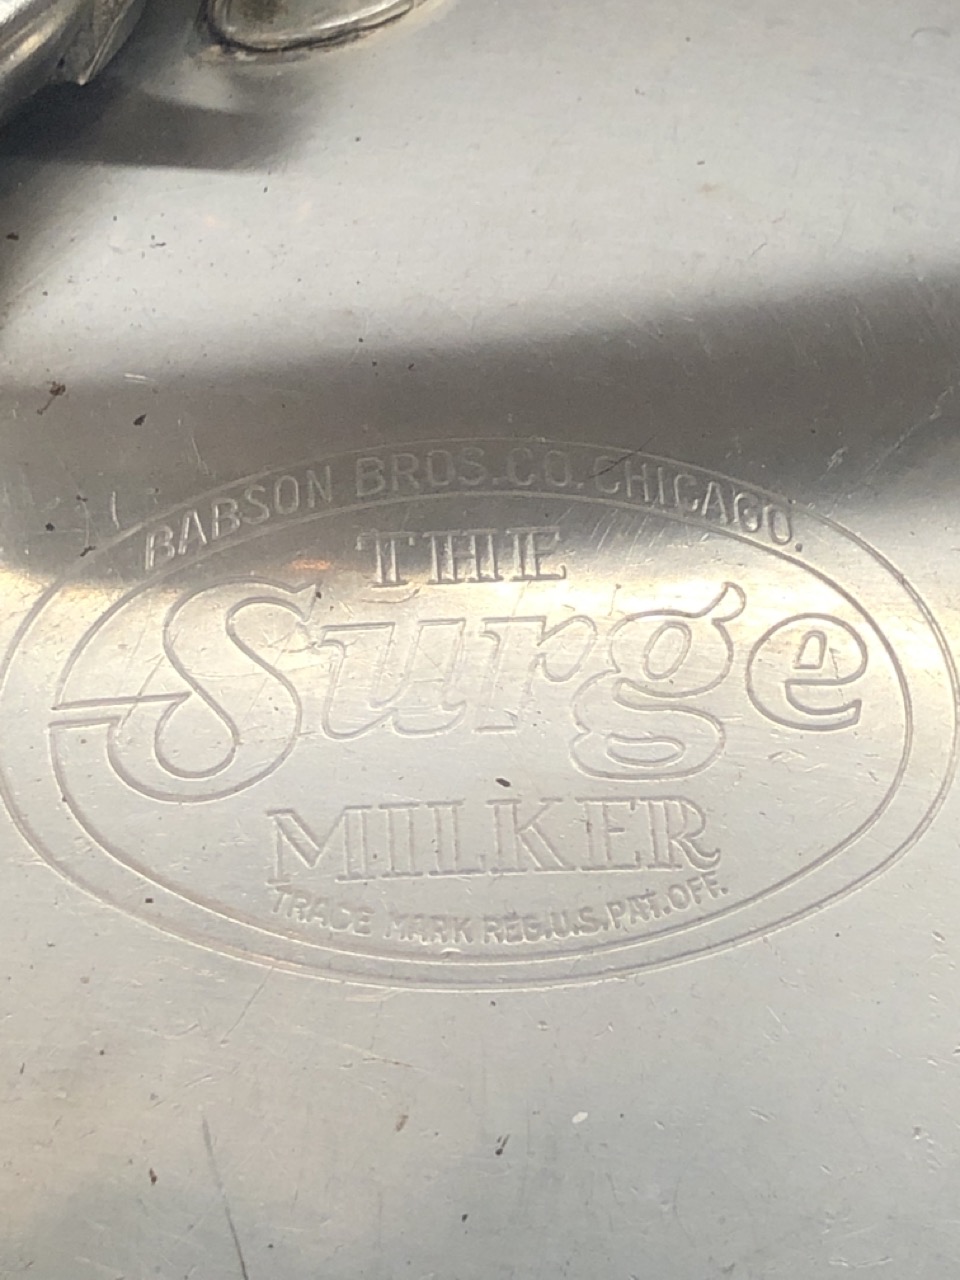 BABSON BROS. CO. CHICAGO.
THE
Surge
MILKER
TRADE MARK REG. U.S. PAT. OFF.